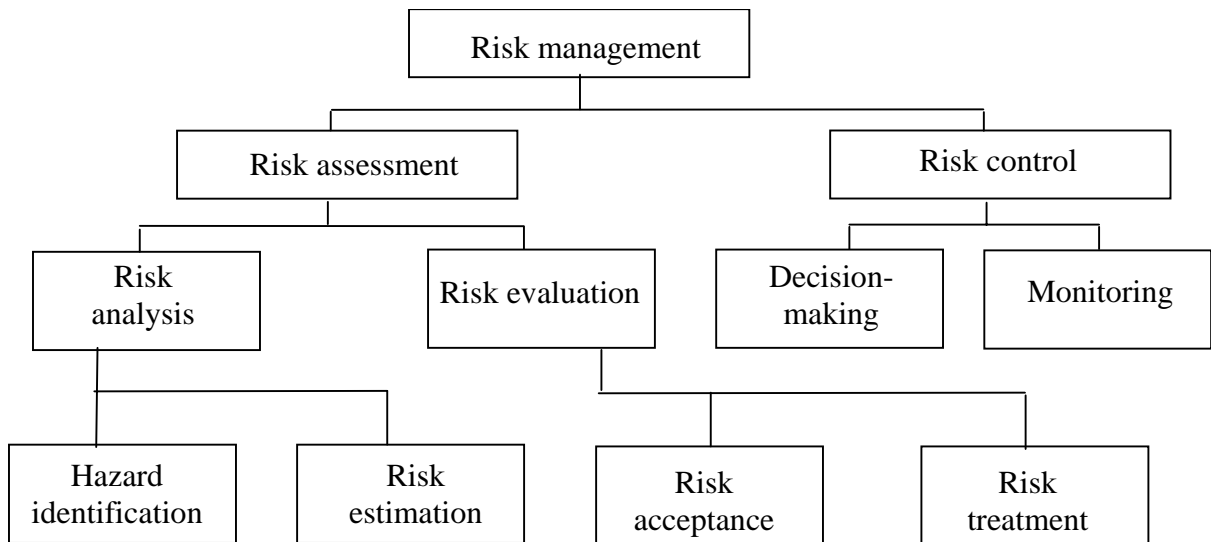 Risk management
Risk assessment
Risk control
Risk
analysis
Risk evaluation
Decision-
making
Monitoring
Hazard
identification
Risk
estimation
Risk
acceptance
Risk
treatment